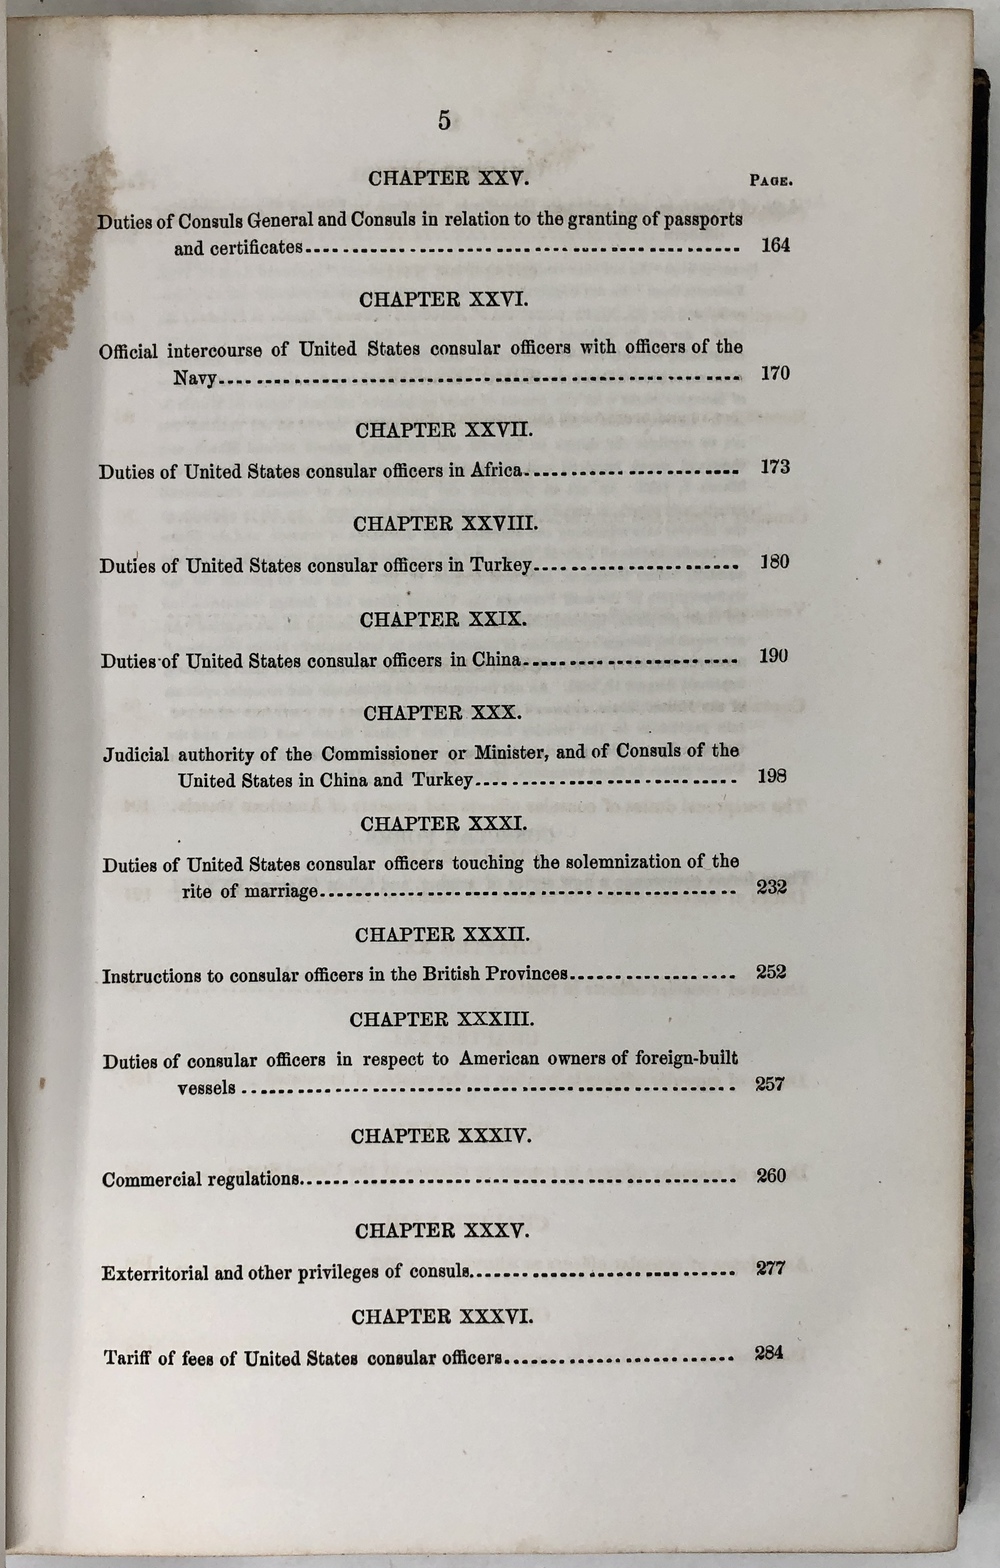 5
CHAPTER XXV. PAGE.
Duties of Consuls General and Consuls in relation to the granting of passports
and certificates 164
CHAPTER XXVI.
Official intercourse of United States consular officers with officers of the
Navy 170
CHAPTER XXVII.
Duties of United States consular officers in Africa 173
CHAPTER XXVIII.
Duties of United States consular officers in Turkey 180
CHAPTER XXIX.
Duties of United States consular officers in China 190
CHAPTER XXX.
Judicial authority of the Commissioner or Minister, and of Consuls of the
United States in China and Turkey 198
CHAPTER XXXI.
Duties of United States consular officers touching the solemnization of the
rite of marriage 232
CHAPTER XXXII.
Instructions to consular officers in the British Provinces 252
CHAPTER XXXIII.
Duties of consular officers in respect to American owners of foreign-built
vessels 257
CHAPTER XXXIV.
Commercial regulations 260
CHAPTER XXXV.
Exterritorial and other privileges of consuls 277
CHAPTER XXXVI.
Tariff of fees of United States consular officers 284